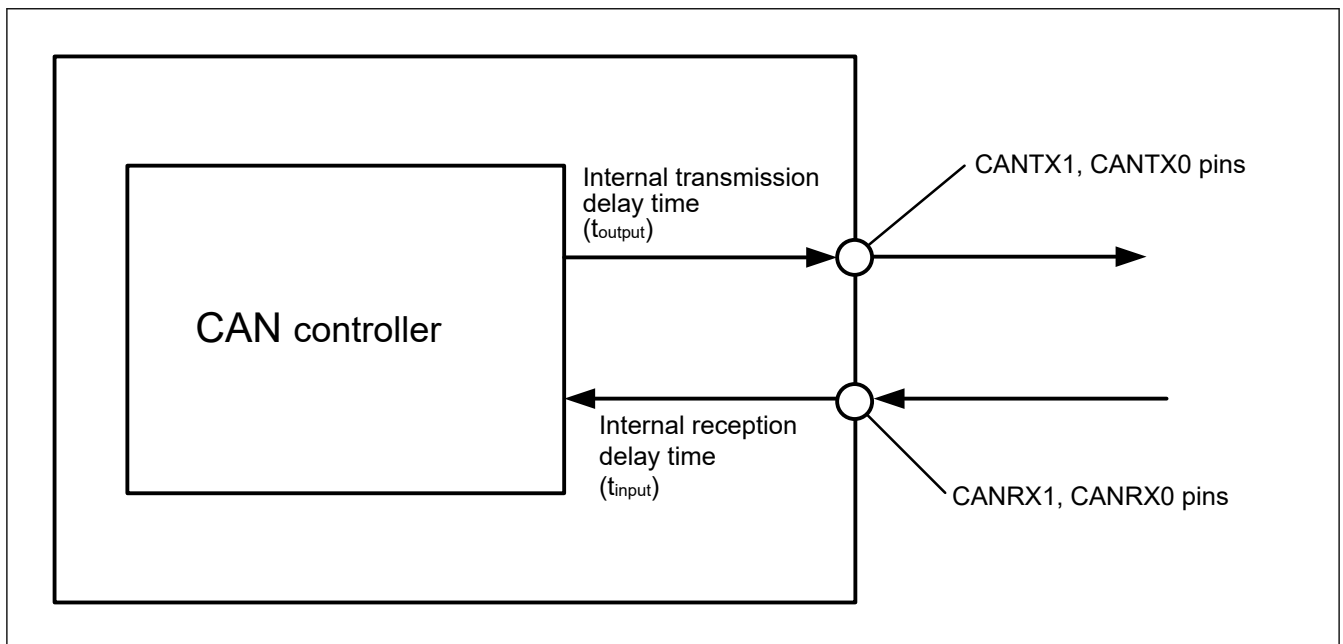 Internal transmission
delay time
(toutput)
CANTX1, CANTX0 pins
CAN controller
Internal reception
delay time
(tinput)
CANRX1, CANRX0 pins